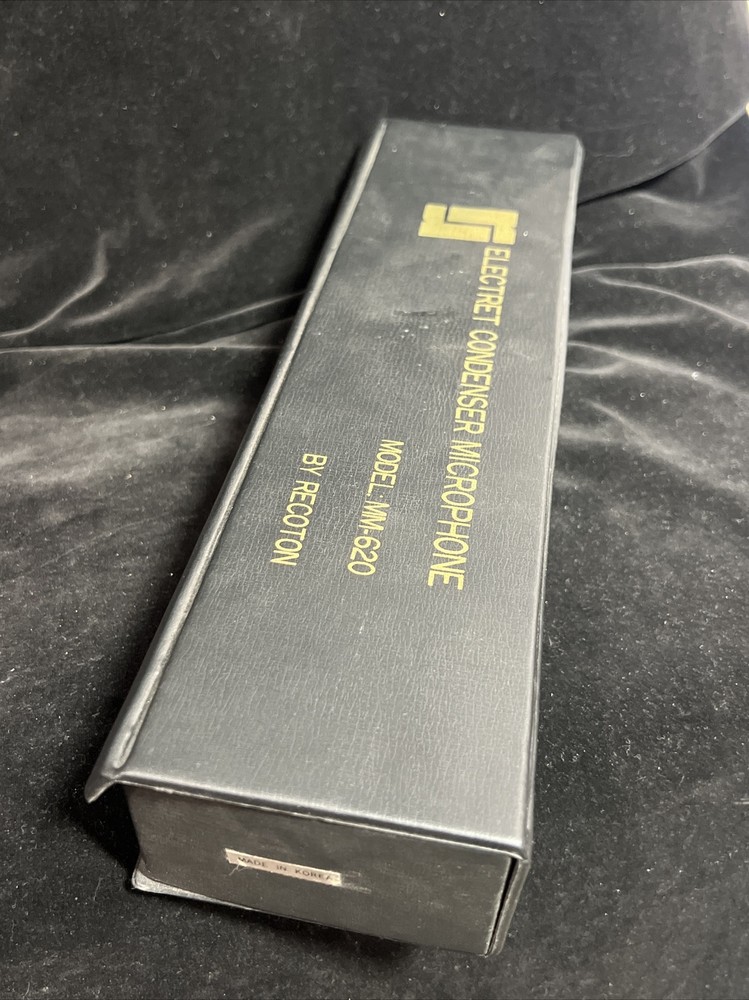 ELECTRET CONDENSER MICROPHONE
MODEL: MM-620
BY RECOTON
MADE IN KOREA